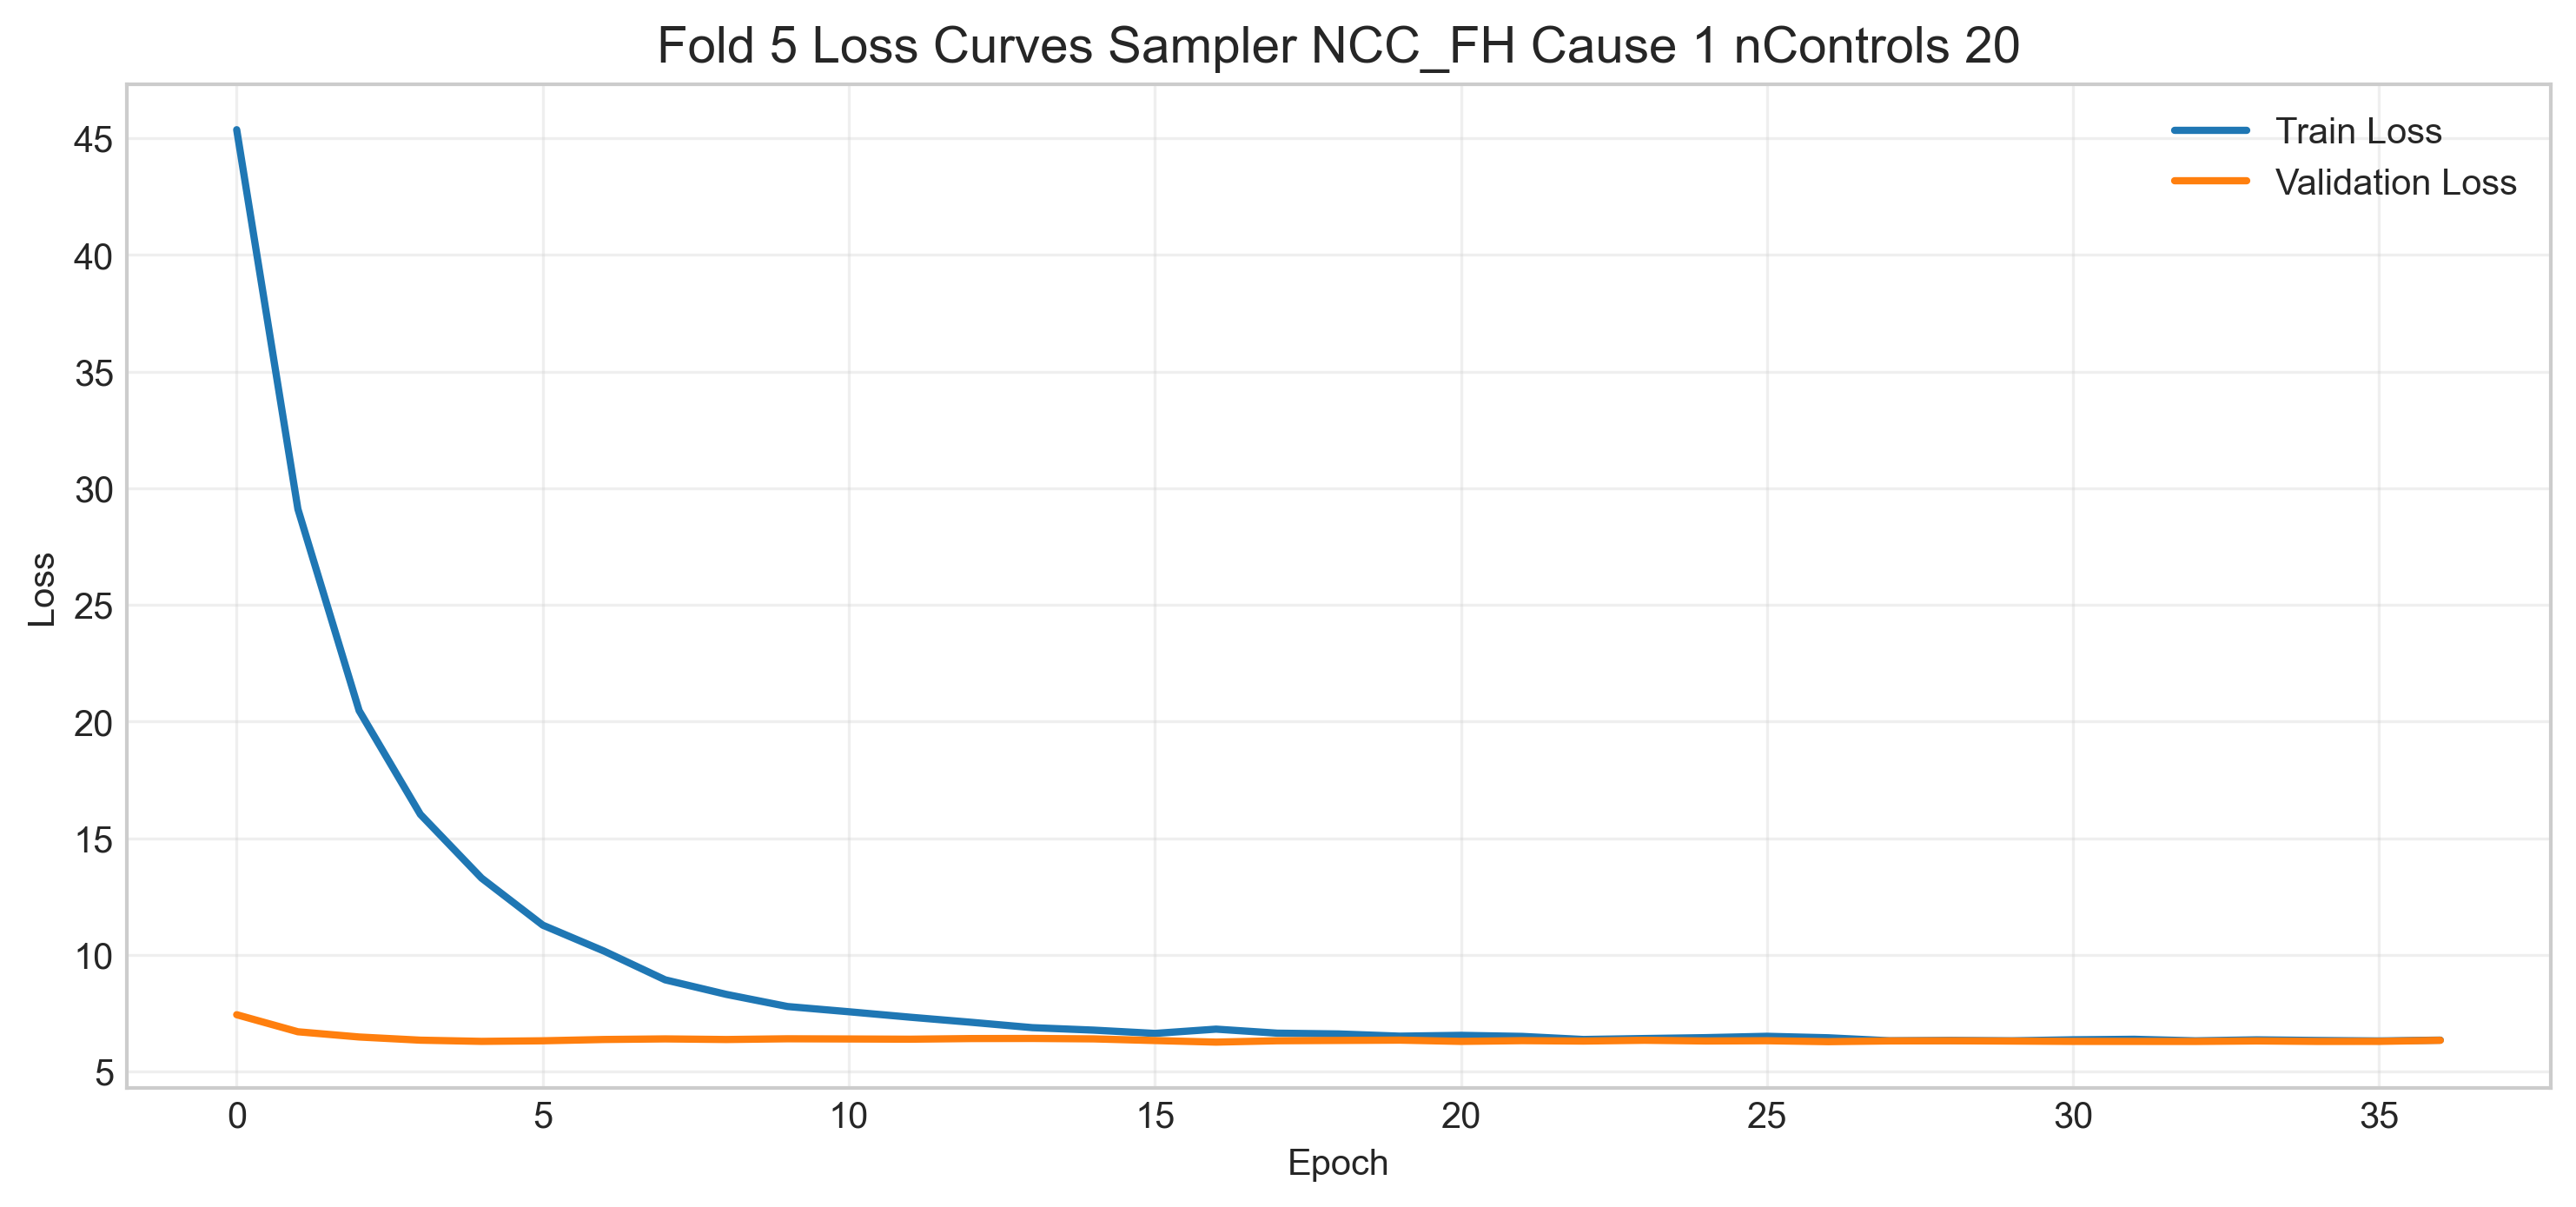 Fold 5 Loss Curves Sampler NCC_FH Cause 1 nControls 20
Train Loss
Validation Loss
Loss
45
40
35
30
25
20
15
10
5
0 5 10 15 20 25 30 35
Epoch